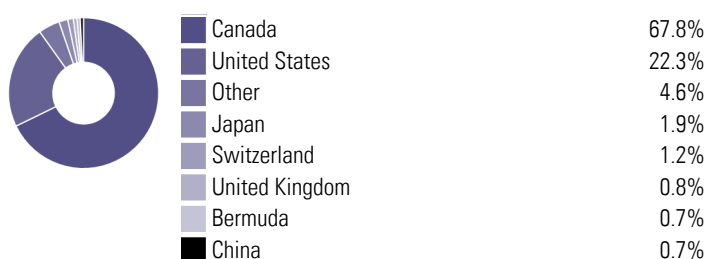 Canada 67.8%
United States 22.3%
Other 4.6%
Japan 1.9%
Switzerland 1.2%
United Kingdom 0.8%
Bermuda 0.7%
China 0.7%